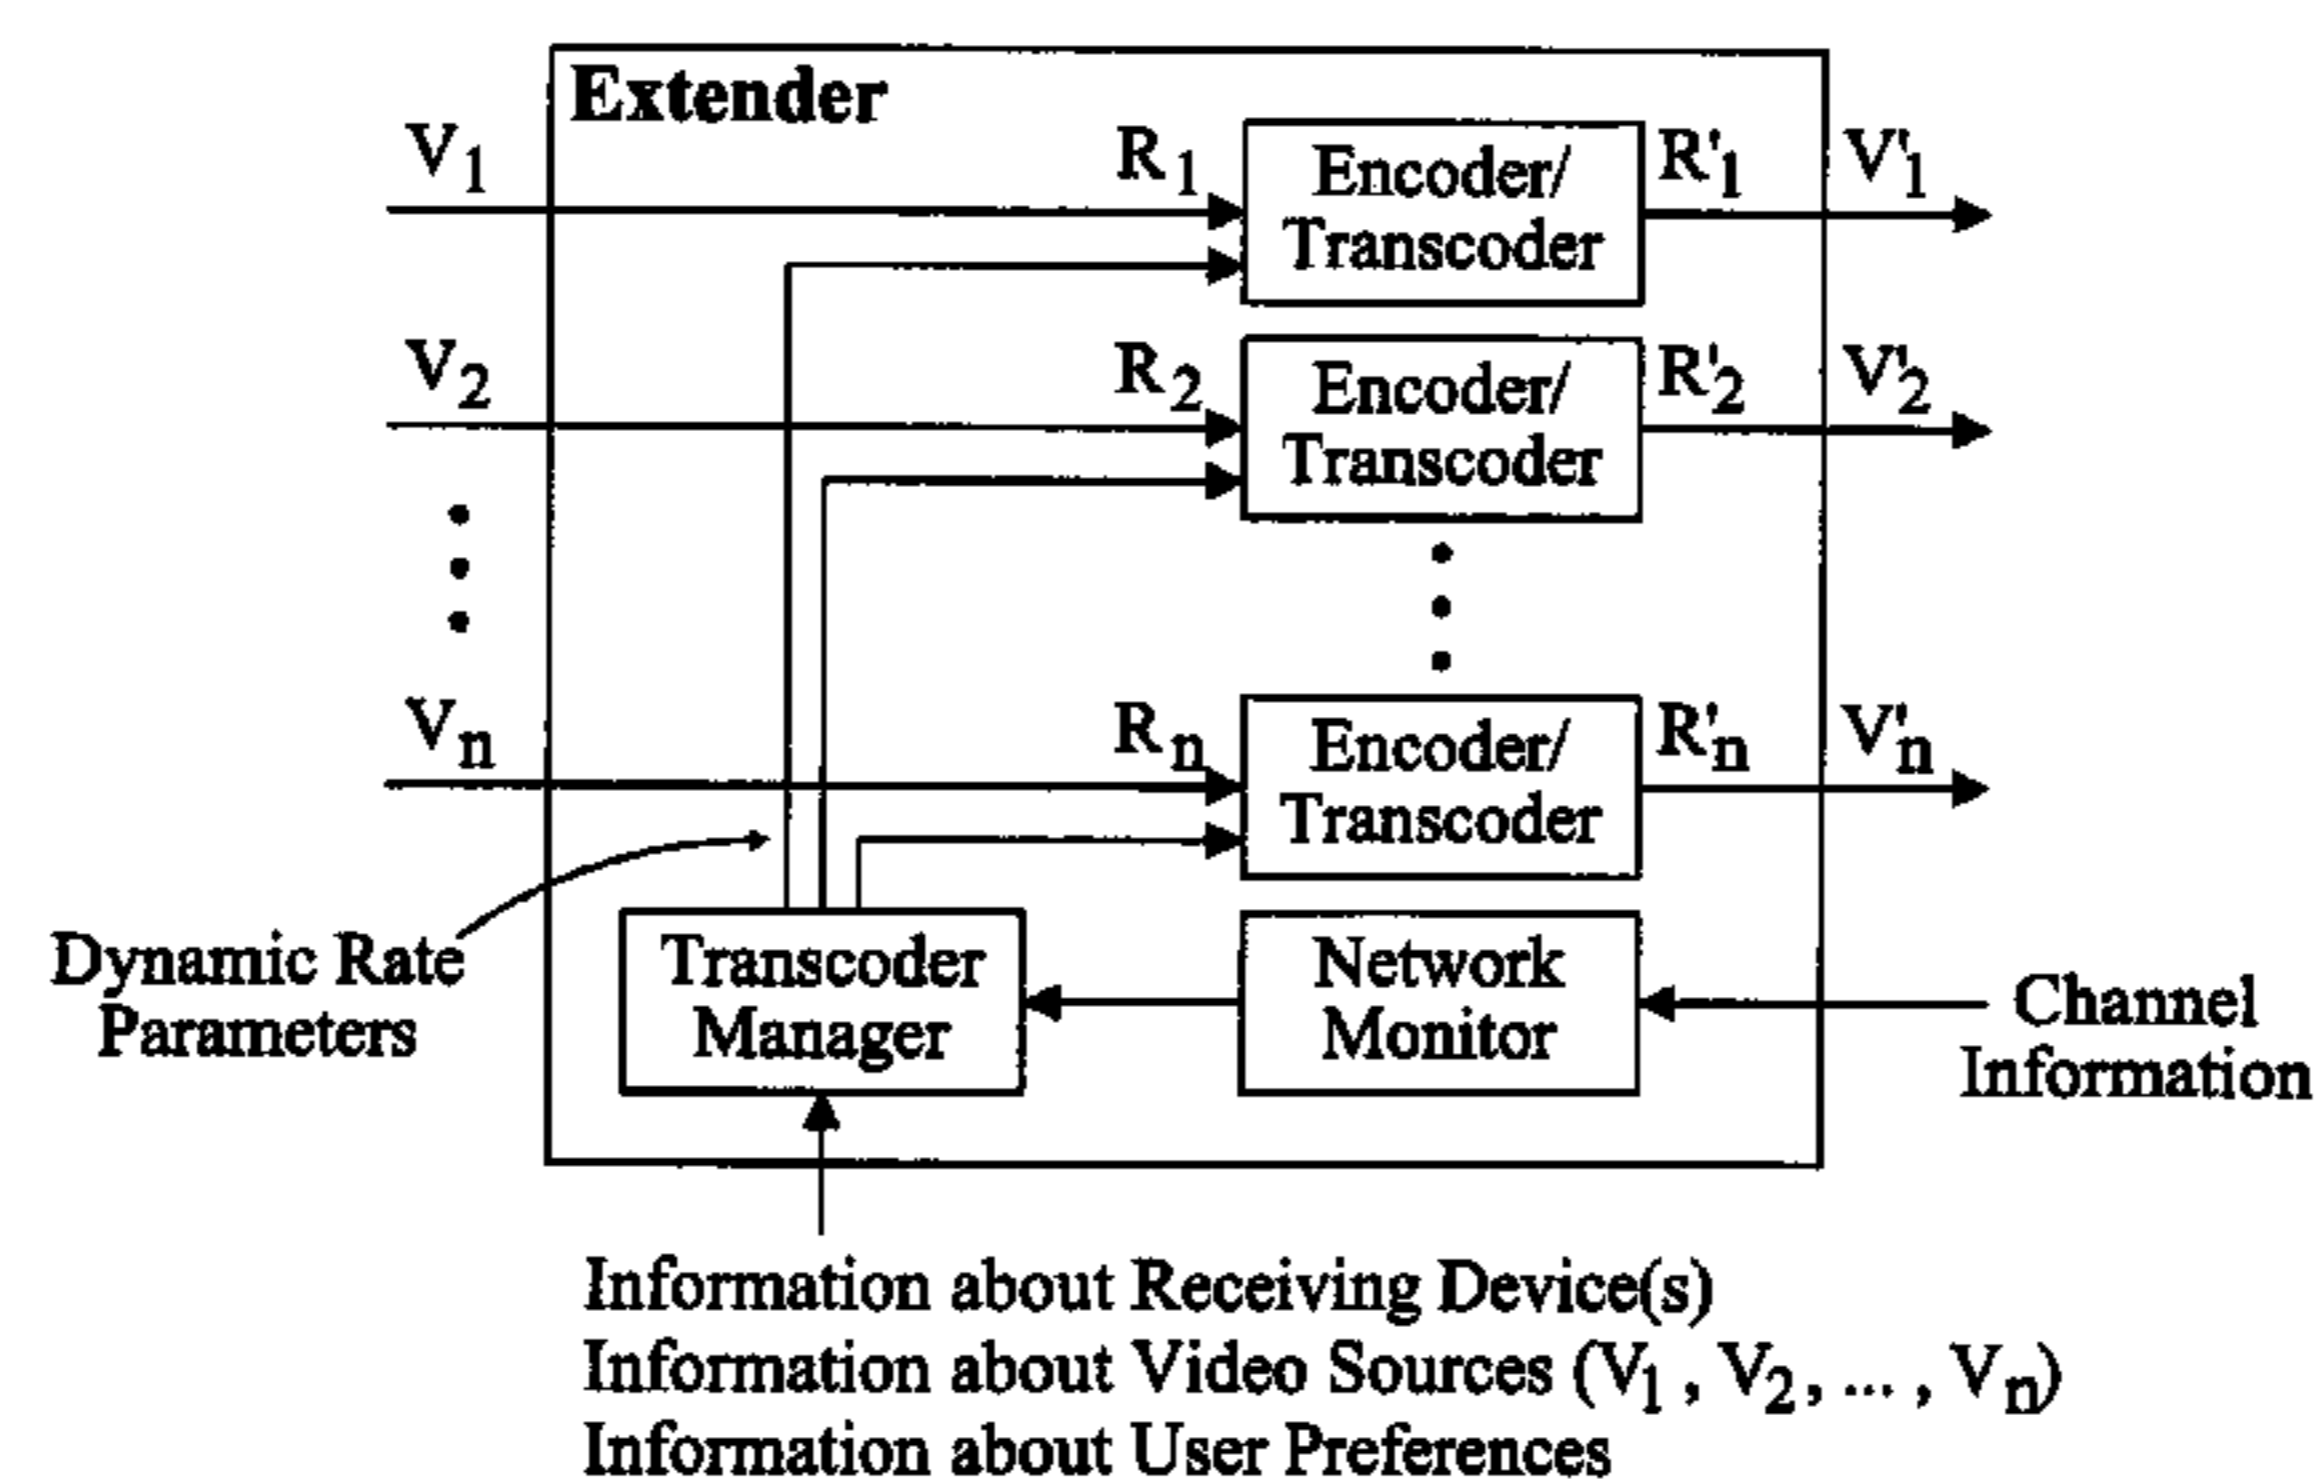 Extender
V1
R1
Encoder/
Transcoder
R'1
V'1
V2
R2
Encoder/
Transcoder
R'2
V'2
Vn
Rn
Encoder/
Transcoder
R'n
V'n
Dynamic Rate
Parameters
Transcoder
Manager
Network
Monitor
Channel
Information
Information about Receiving Device(s)
Information about Video Sources (V1, V2, ... , Vn)
Information about User Preferences